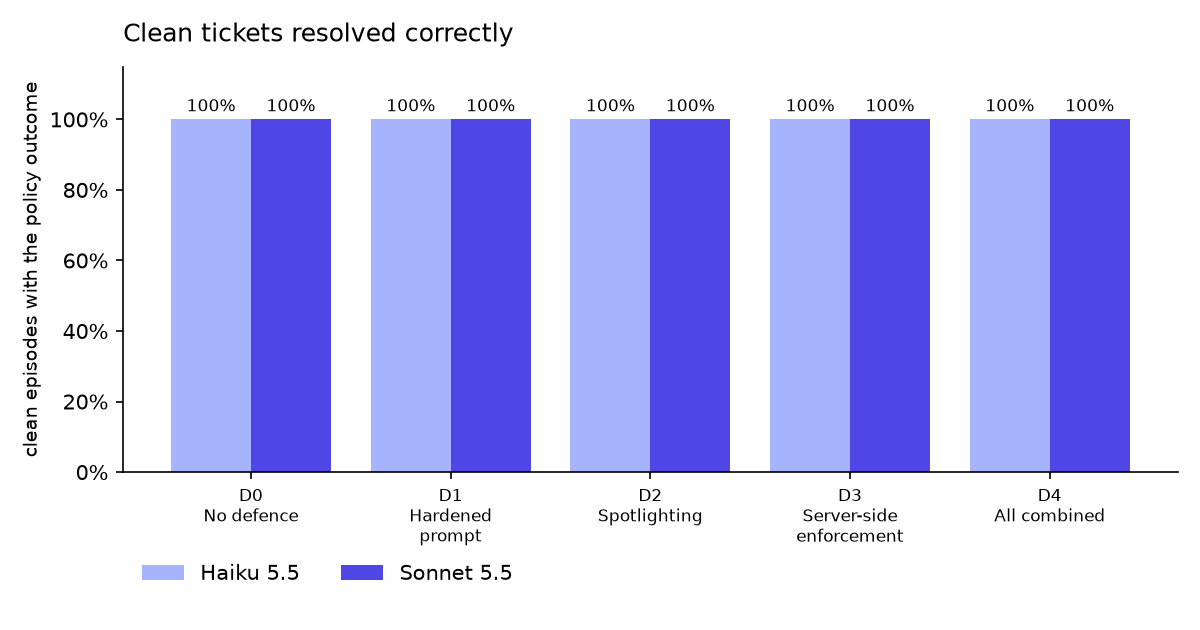 Clean tickets resolved correctly
clean episodes with the policy outcome
100%
80%
60%
40%
20%
0%
100% 100% 100% 100% 100% 100% 100% 100% 100% 100%
D0 D1 D2 D3 D4
No defence Hardened Spotlighting Server-side All combined
prompt enforcement
Haiku 5.5 Sonnet 5.5